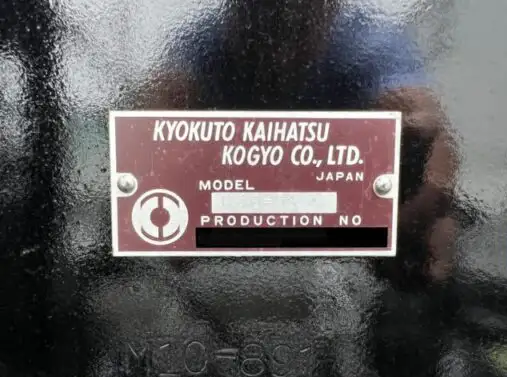 KYOKUTO KAIHATSU
KOGYO CO., LTD.
JAPAN
MODEL
PRODUCTION NO